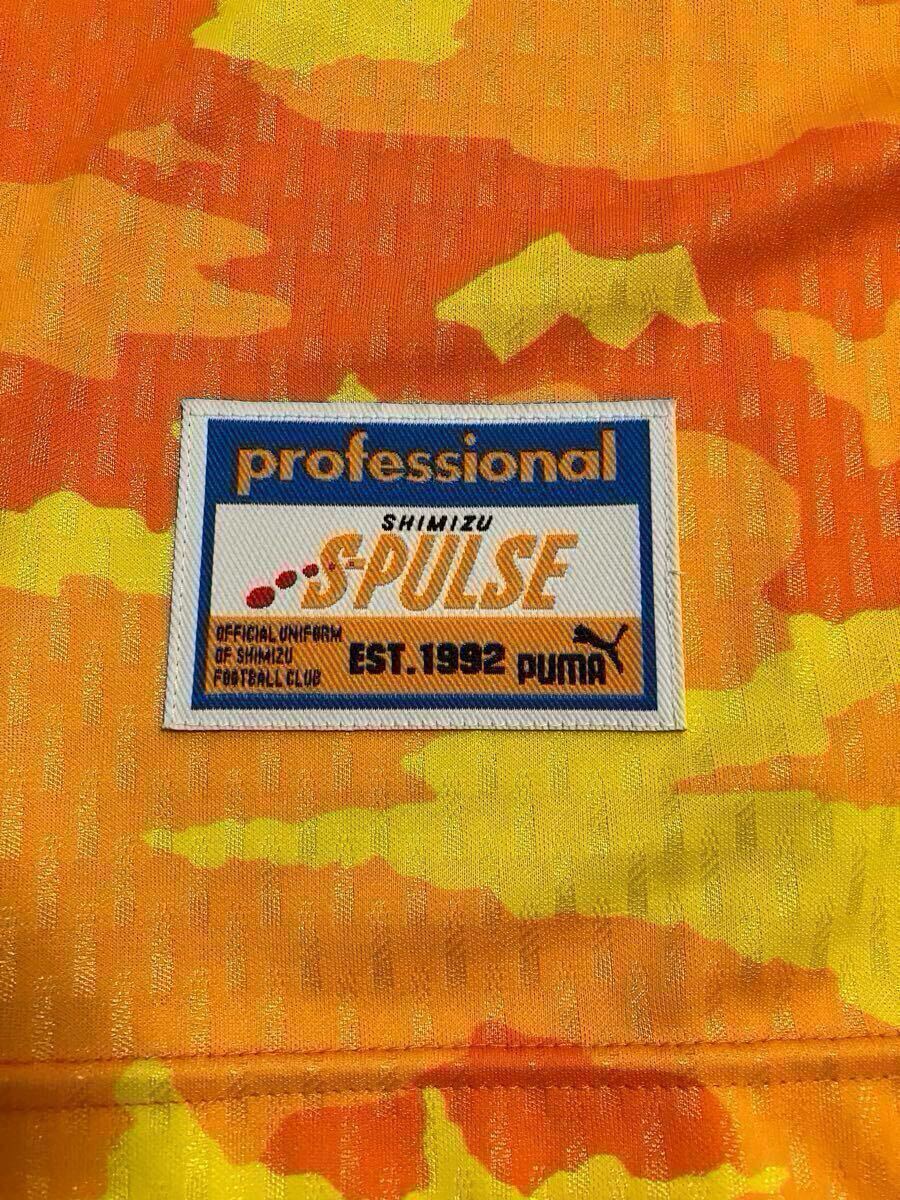 professional
SHIMIZU
S-PULSE
OFFICIAL UNIFORM
OF SHIMIZU
FOOTBALL CLUB
EST.1992
PUMA